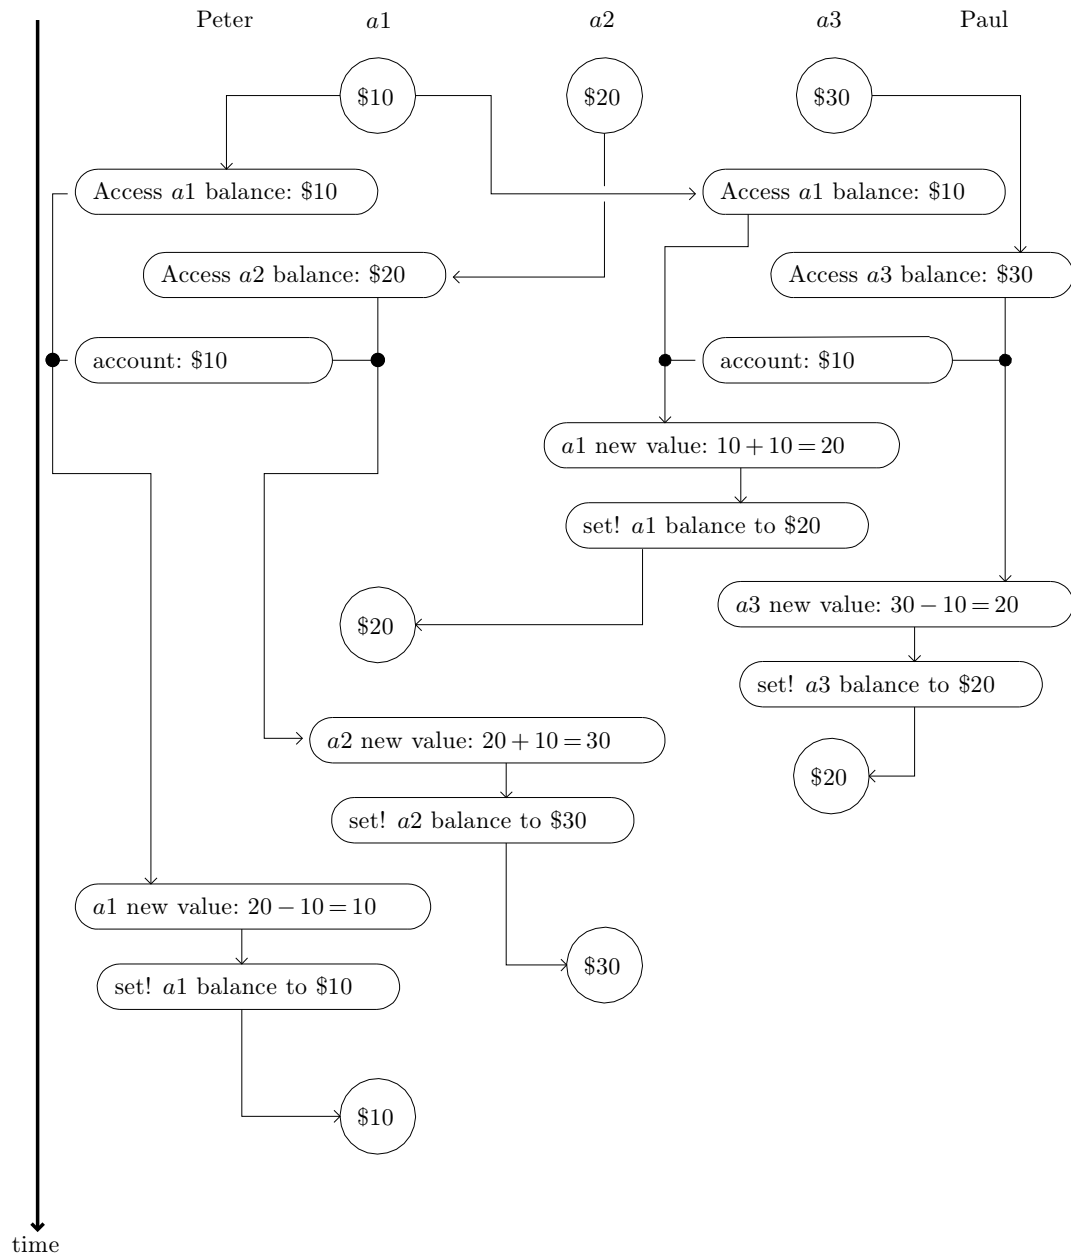 Peter a1 a2 a3 Paul
$10 $20 $30
Access a1 balance: $10 Access a1 balance: $10
Access a2 balance: $20 Access a3 balance: $30
account: $10 account: $10
a1 new value: 10 + 10 = 20
set! a1 balance to $20
a3 new value: 30 − 10 = 20
$20
set! a3 balance to $20
a2 new value: 20 + 10 = 30
$20
set! a2 balance to $30
a1 new value: 20 − 10 = 10
$30
set! a1 balance to $10
$10
time